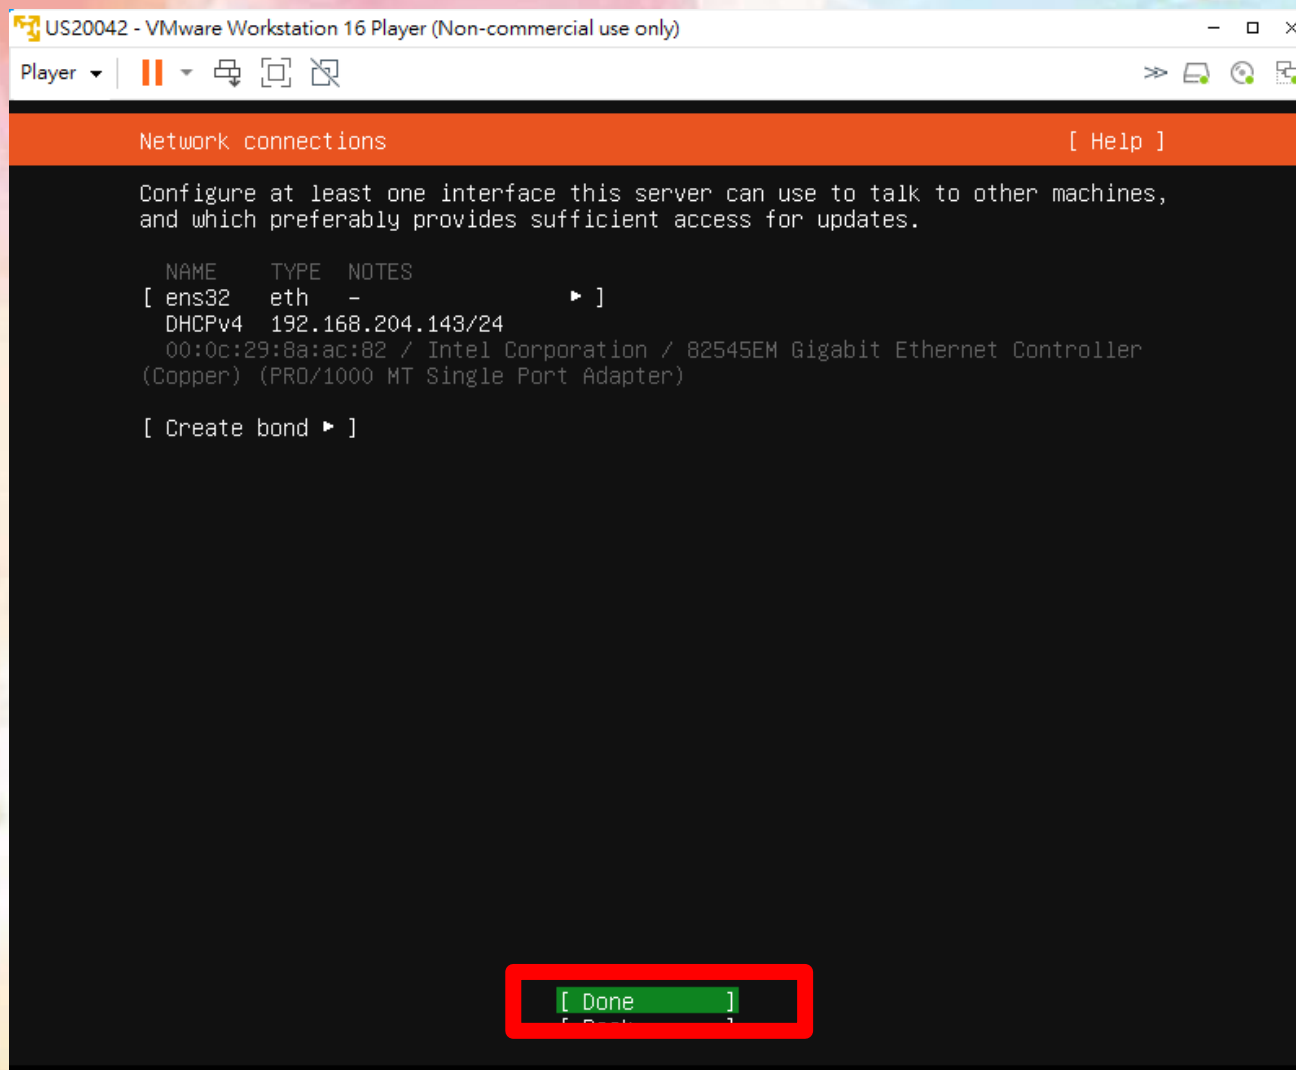 US20042 - VMware Workstation 16 Player (Non-commercial use only)
Player
Network connections [ Help ]
Configure at least one interface this server can use to talk to other machines,
and which preferably provides sufficient access for updates.
NAME TYPE NOTES
[ ens32 eth – ▸ ]
DHCPv4 192.168.204.143/24
00:0c:29:8a:ac:82 / Intel Corporation / 82545EM Gigabit Ethernet Controller
(Copper) (PRO/1000 MT Single Port Adapter)
[ Create bond ▸ ]
[ Done ]